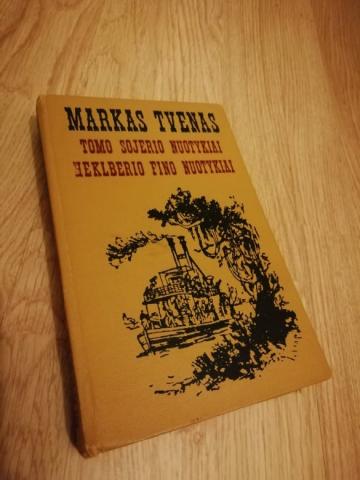 MARKAS TVENAS
TOMO SOJERIO NUOTYKIAI
HEKLBERIO FINO NUOTYKIAI